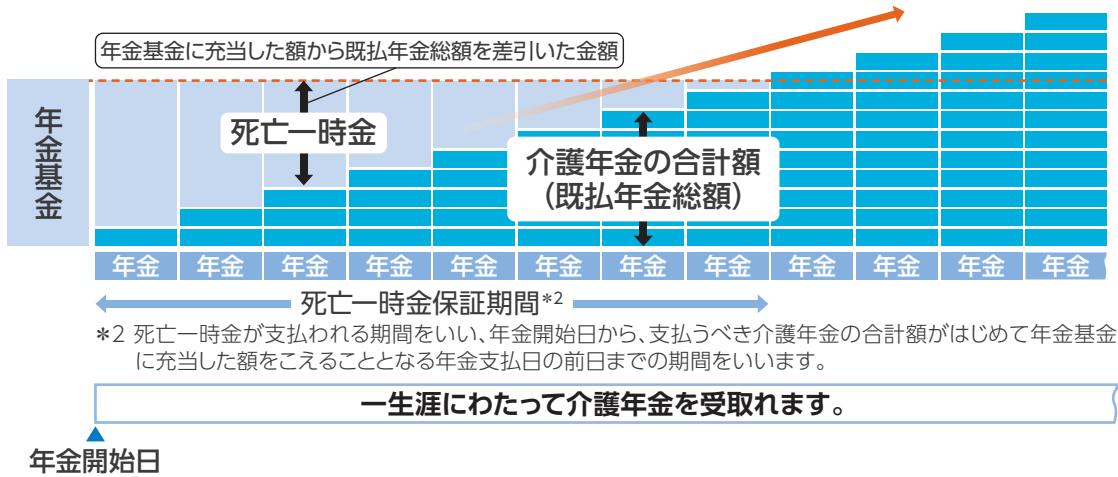 年金基金に充当した額から既払年金総額を差引いた金額
年金基金
死亡一時金
介護年金の合計額
(既払年金総額)
年金 年金 年金 年金 年金 年金 年金 年金 年金 年金 年金 年金
死亡一時金保証期間*2
*2 死亡一時金が支払われる期間をいい、年金開始日から、支払うべき介護年金の合計額がはじめて年金基金
に充当した額をこえることとなる年金支払日の前日までの期間をいいます。
一生涯にわたって介護年金を受取れます。
年金開始日